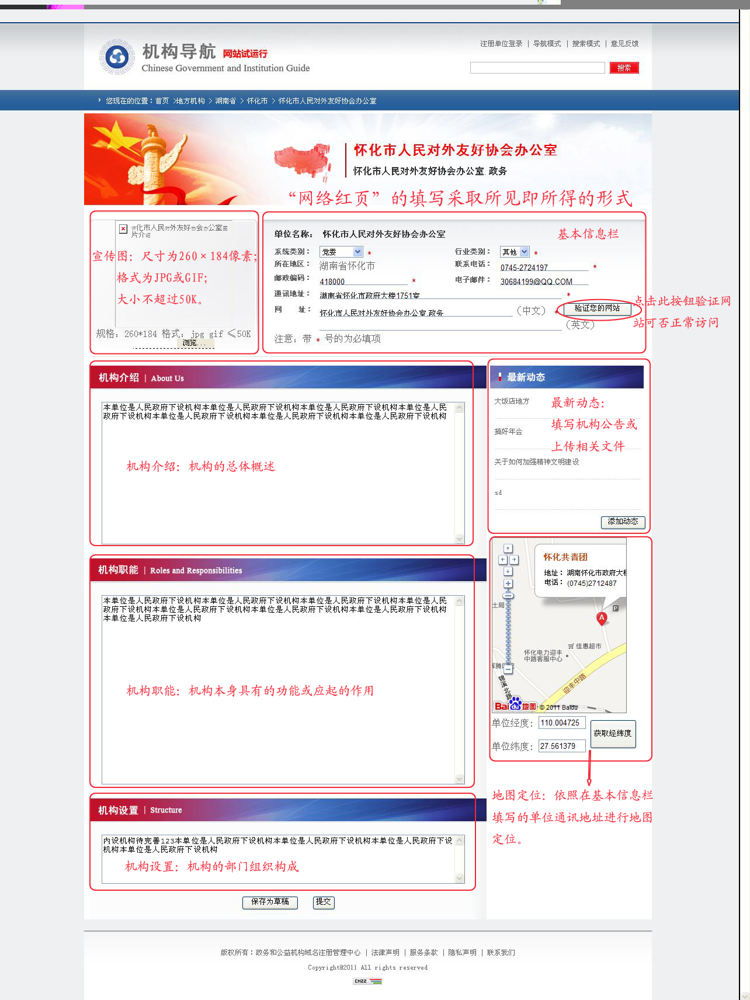 机构导航 网站试运行
Chinese Government and Institution Guide
注册单位登录 | 导航模式 | 搜索模式 | 意见反馈
搜索
您现在的位置：首页 >地方机构 > 湖南省 > 怀化市 > 怀化市人民对外友好协会办公室
怀化市人民对外友好协会办公室
怀化市人民对外友好协会办公室.政务
“网络红页”的填写采取所见即所得的形式
怀化市人民对外友好协会办公室图
片介绍
宣传图：尺寸为260×184像素；
格式为JPG或GIF；
大小不超过50K。
规格：260*184 格式：jpg gif ≤50K
浏览...
基本信息栏
单位名称： 怀化市人民对外友好协会办公室
系统类别： 党委 * 行业类别： 其他 *
所在地区： 湖南省怀化市 联系电话： 0745-2724197 *
邮政编码： 418000 * 电子邮件： 30684199@QQ.COM
通讯地址： 湖南省怀化市政府大楼1751室 *
网 址： 怀化市人民对外友好协会办公室.政务 （中文） * 验证您的网站
（英文）
注意：带 * 号的为必填项
点击此按钮验证网
站可否正常访问
机构介绍 | About Us
本单位是人民政府下设机构本单位是人民政府下设机构本单位是人民政府下设机构本单位是人民
政府下设机构本单位是人民政府下设机构本单位是人民政府下设机构本单位是人民政府下设机构
机构介绍：机构的总体概述
最新动态
大饭店地方
搞好年会
关于如何加强精神文明建设
sd
最新动态：
填写机构公告或
上传相关文件
添加动态
机构职能 | Roles and Responsibilities
本单位是人民政府下设机构本单位是人民政府下设机构本单位是人民政府下设机构本单位是人民
政府下设机构本单位是人民政府下设机构本单位是人民政府下设机构本单位是人民政府下设机构
本单位是人民政府下设机构
机构职能：机构本身具有的功能或应起的作用
怀化共青团
地址： 湖南怀化市政府大楼
电话： (0745)2712487
土局
P
A
佳惠超市
怀化电力迎丰
中路客服中心
迎丰中路
锦溪北路
Bai du 地图 © 2011 Baidu
单位经度： 110.004725
单位纬度： 27.561379
获取经纬度
地图定位：依照在基本信息栏
填写的单位通讯地址进行地图
定位。
机构设置 | Structure
内设机构待完善123本单位是人民政府下设机构本单位是人民政府下设机构本单位是人民政府下设
机构本单位是人民政府下设机构
机构设置：机构的部门组织构成
保存为草稿 提交
版权所有：政务和公益机构域名注册管理中心 | 法律声明 | 服务条款 | 隐私声明 | 联系我们
Copyright@2011 All rights reserved
CNZZ